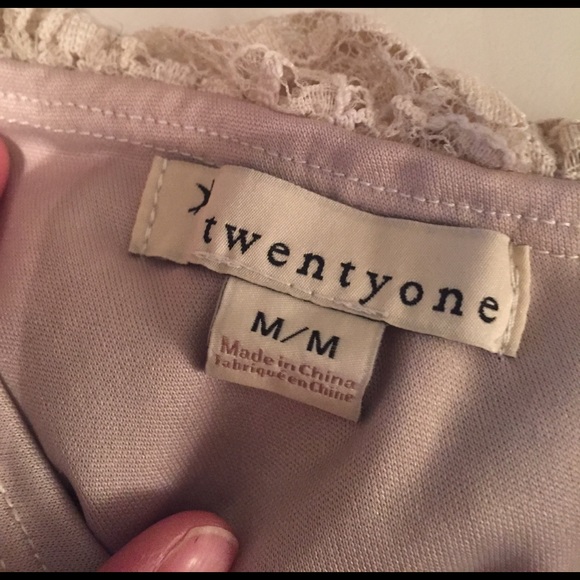 twentyone
M/M
Made in China
Fabriqué en Chine